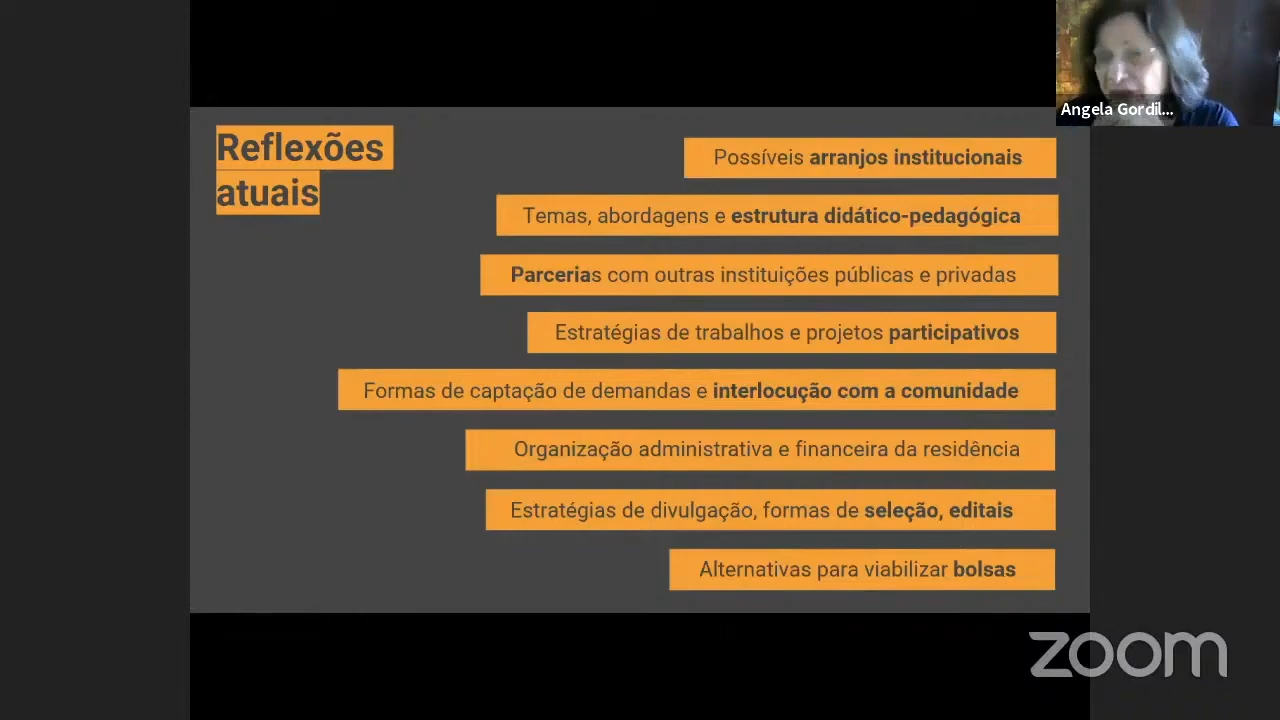 Angela Gordil...
Reflexões
atuais
Possíveis arranjos institucionais
Temas, abordagens e estrutura didático-pedagógica
Parcerias com outras instituições públicas e privadas
Estratégias de trabalhos e projetos participativos
Formas de captação de demandas e interlocução com a comunidade
Organização administrativa e financeira da residência
Estratégias de divulgação, formas de seleção, editais
Alternativas para viabilizar bolsas
zoom